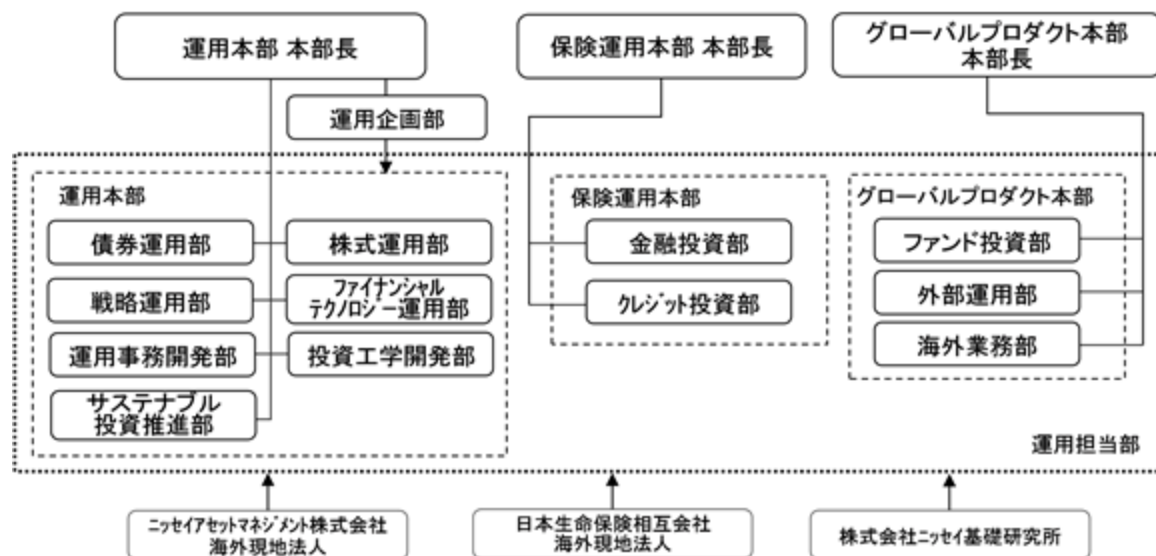 運用本部 本部長
保険運用本部 本部長
グローバルプロダクト本部
本部長
運用企画部
運用本部
債券運用部
株式運用部
戦略運用部
ファイナンシャル
テクノロジー運用部
運用事務開発部
投資工学開発部
サステナブル
投資推進部
保険運用本部
金融投資部
クレジット投資部
グローバルプロダクト本部
ファンド投資部
外部運用部
海外業務部
運用担当部
ニッセイアセットマネジメント株式会社
海外現地法人
日本生命保険相互会社
海外現地法人
株式会社ニッセイ基礎研究所